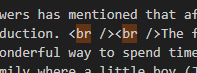 wers has mentioned that af
duction. <br /><br />The f
onderful way to spend time
mily where a little boy (J